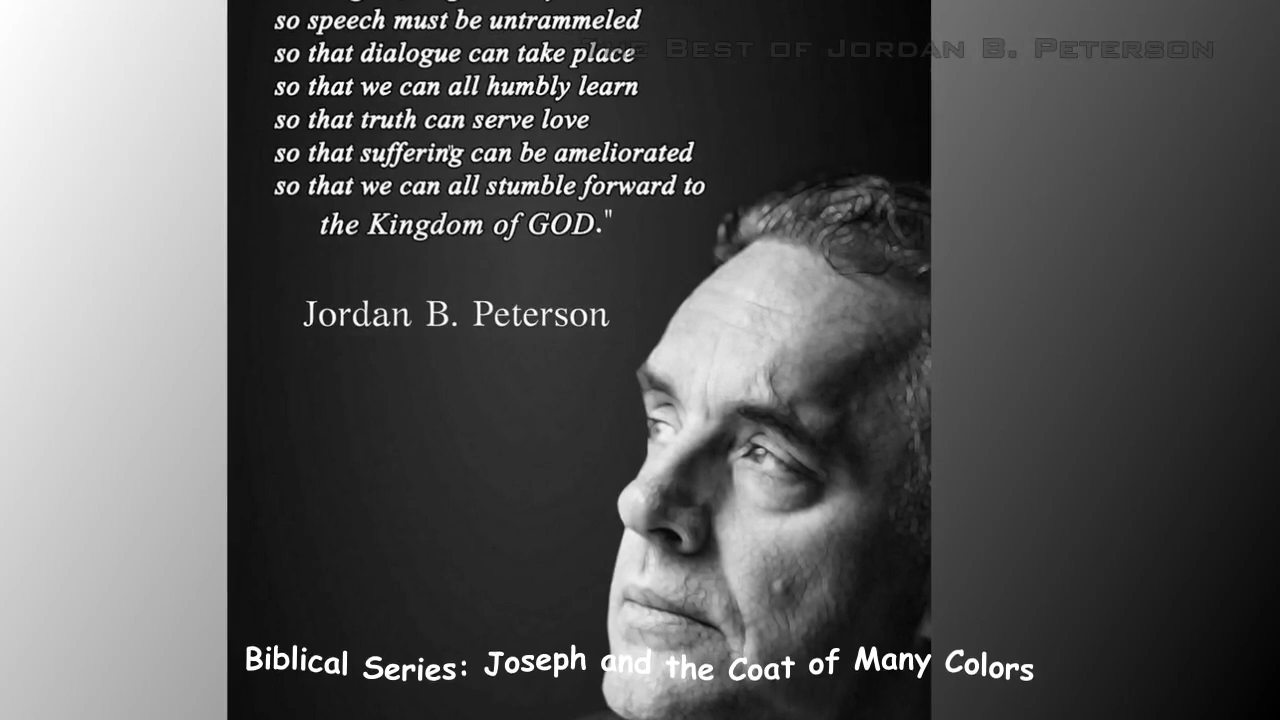 so speech must be untrammeled
so that dialogue can take place
THE BEST OF JORDAN B. PETERSON
so that we can all humbly learn
so that truth can serve love
so that suffering can be ameliorated
so that we can all stumble forward to
the Kingdom of GOD."
Jordan B. Peterson
Biblical Series: Joseph and the Coat of Many Colors